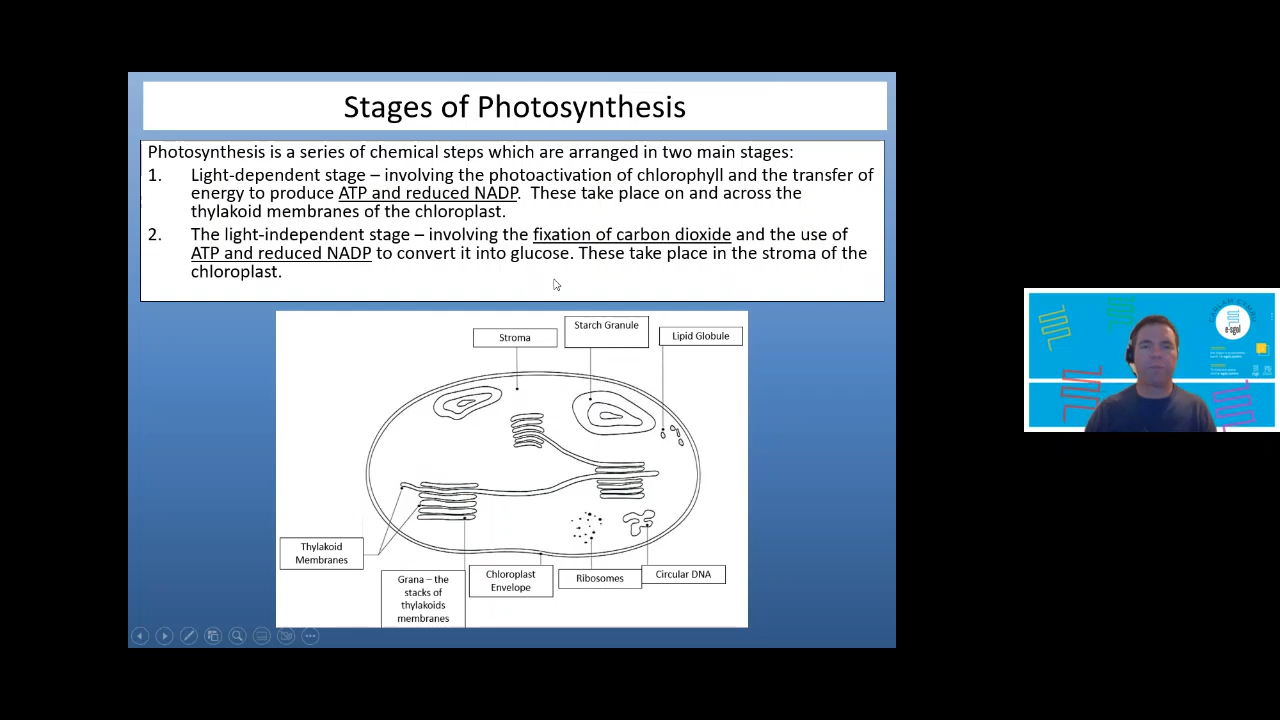 Stages of Photosynthesis
Photosynthesis is a series of chemical steps which are arranged in two main stages:
1. Light-dependent stage – involving the photoactivation of chlorophyll and the transfer of
energy to produce ATP and reduced NADP. These take place on and across the
thylakoid membranes of the chloroplast.
2. The light-independent stage – involving the fixation of carbon dioxide and the use of
ATP and reduced NADP to convert it into glucose. These take place in the stroma of the
chloroplast.
Stroma
Starch Granule
Lipid Globule
Thylakoid
Membranes
Grana – the
stacks of
thylakoids
membranes
Chloroplast
Envelope
Ribosomes
Circular DNA
e-sgol